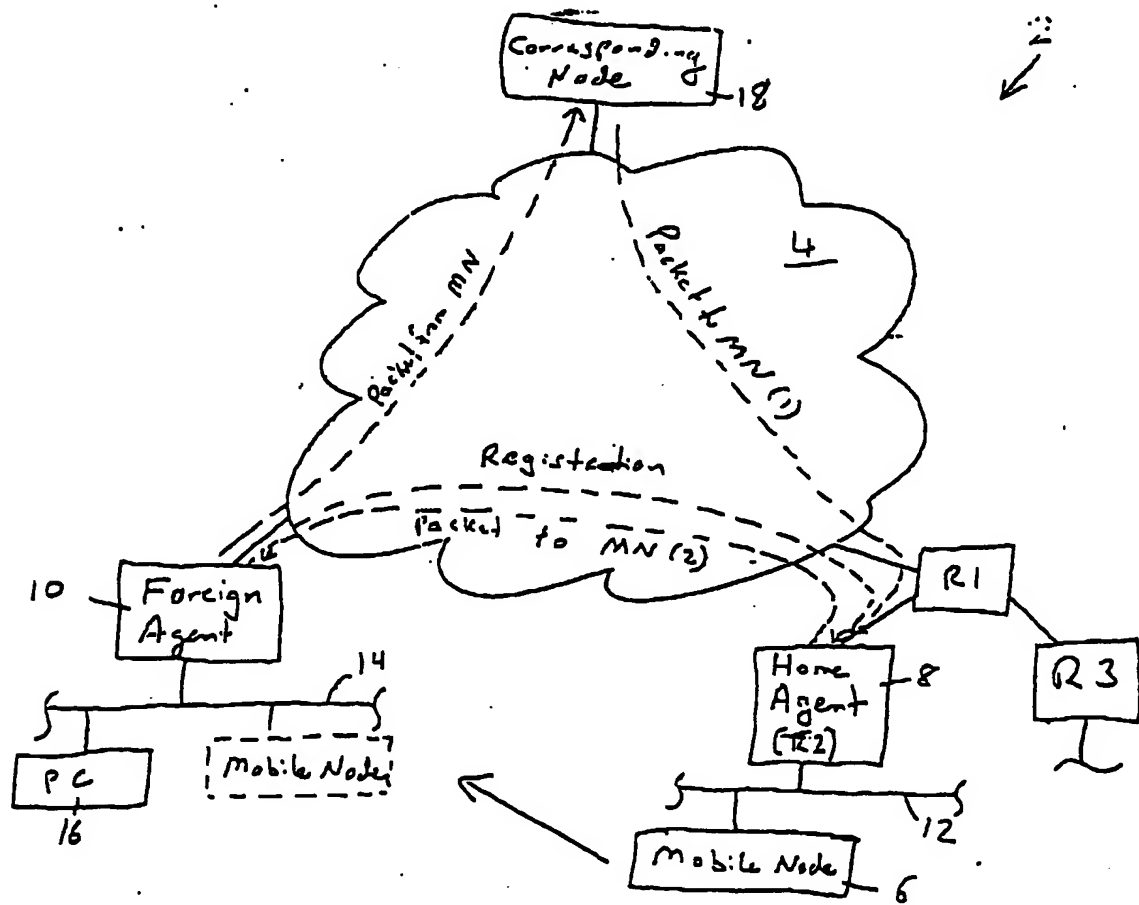 Corresponding
Node
18
2
4
Packet from MN
Packet to MN (1)
Registration
Packet to MN (2)
10
Foreign
Agent
R1
Home
Agent
(R2)
8
R3
14
PC
16
Mobile Node
12
Mobile Node
6